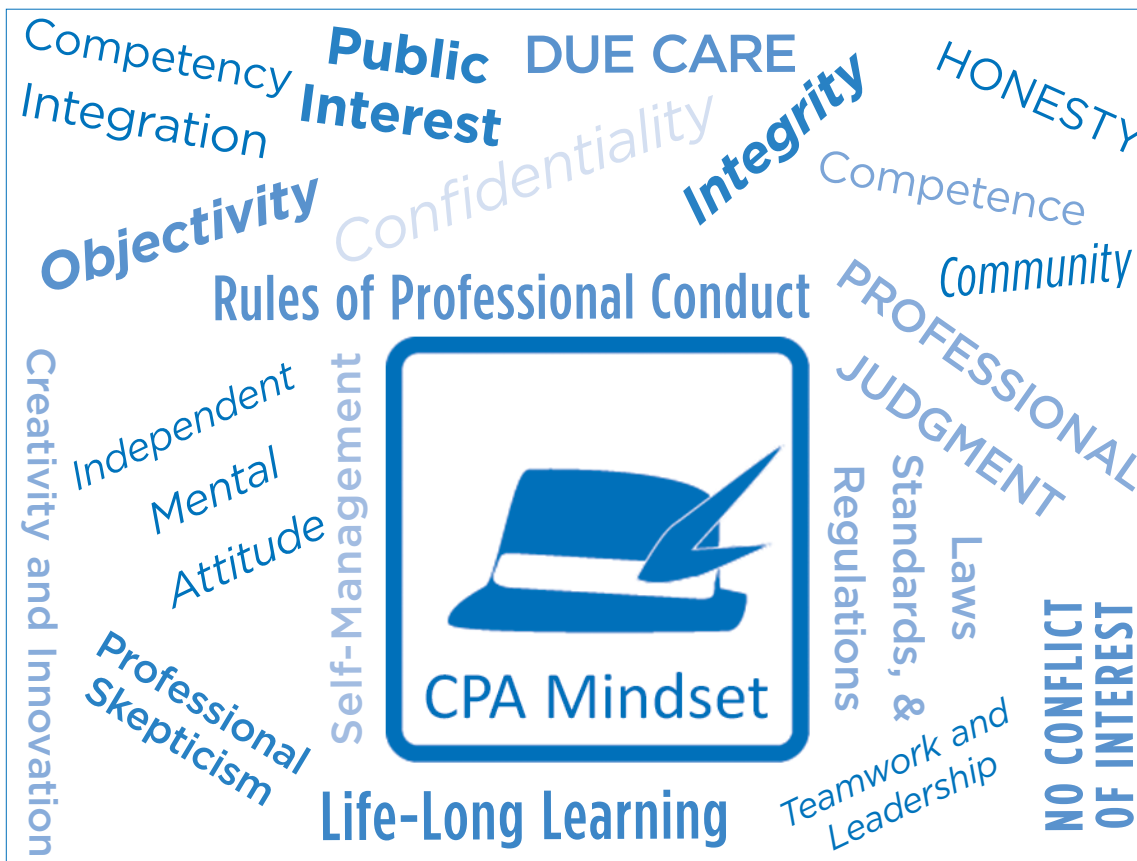 Competency
Integration
Public
Interest
DUE CARE
Confidentiality
Integrity
HONESTY
Competence
Objectivity
Community
Rules of Professional Conduct
PROFESSIONAL
JUDGMENT
Creativity and Innovation
Independent
Mental
Attitude
Self-Management
CPA Mindset
Laws
Standards, &
Regulations
Professional
Skepticism
Life-Long Learning
Teamwork and
Leadership
NO CONFLICT
OF INTEREST